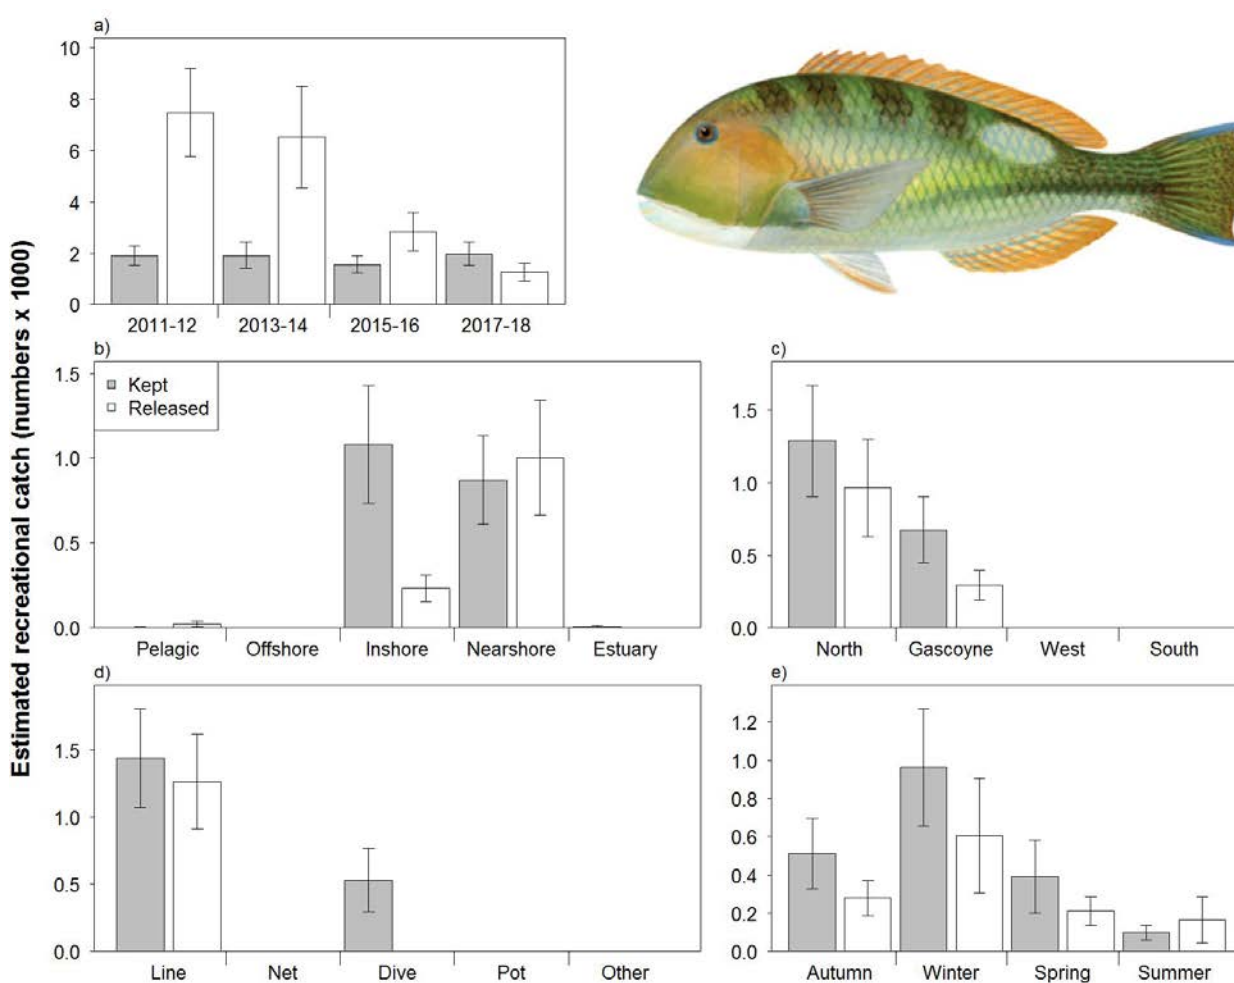 Estimated recreational catch (numbers x 1000)
a)
10
8
6
4
2
0
2011-12 2013-14 2015-16 2017-18
b)
Kept
Released
1.5
1.0
0.5
0.0
Pelagic Offshore Inshore Nearshore Estuary
c)
1.5
1.0
0.5
0.0
North Gascoyne West South
d)
1.5
1.0
0.5
0.0
Line Net Dive Pot Other
e)
1.2
1.0
0.8
0.6
0.4
0.2
0.0
Autumn Winter Spring Summer